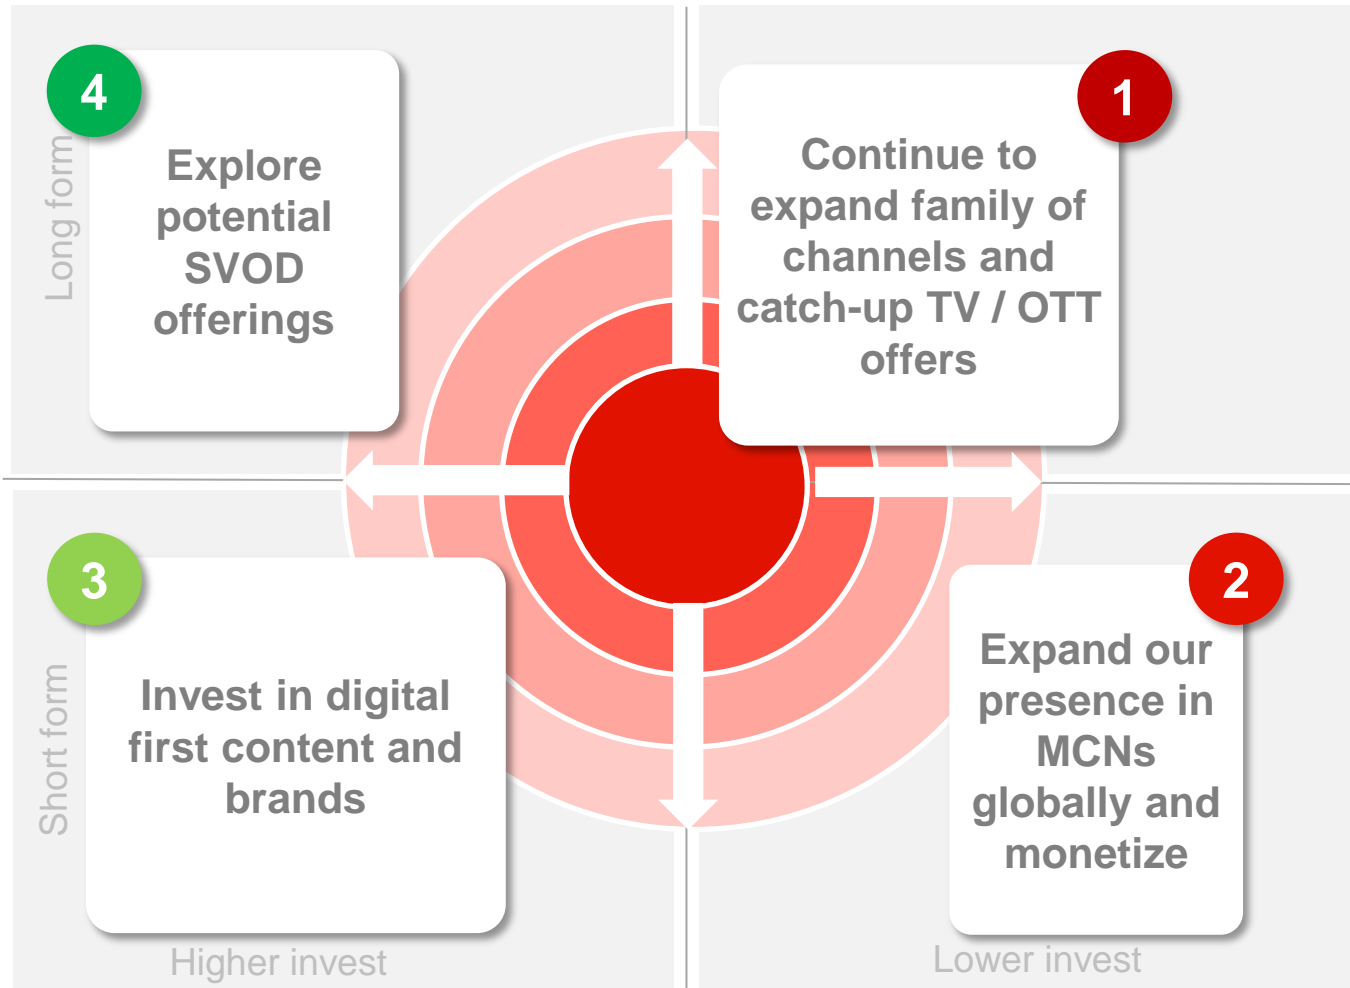 4
Explore
potential
SVOD
offerings
Long form
1
Continue to
expand family of
channels and
catch-up TV / OTT
offers
3
Invest in digital
first content and
brands
Short form
Higher invest
2
Expand our
presence in
MCNs
globally and
monetize
Lower invest